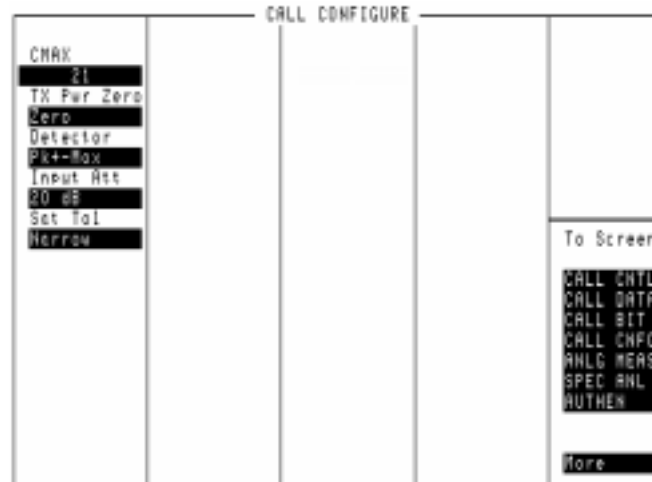 CALL CONFIGURE
CMAX
21
TX Pwr Zero
Zero
Detector
Pk+-Max
Input Att
20 dB
Sat Tol
Narrow
To Screen
CALL CNTL
CALL DATA
CALL BIT
CALL CNFG
ANLG MEAS
SPEC ANL
AUTHEN
More